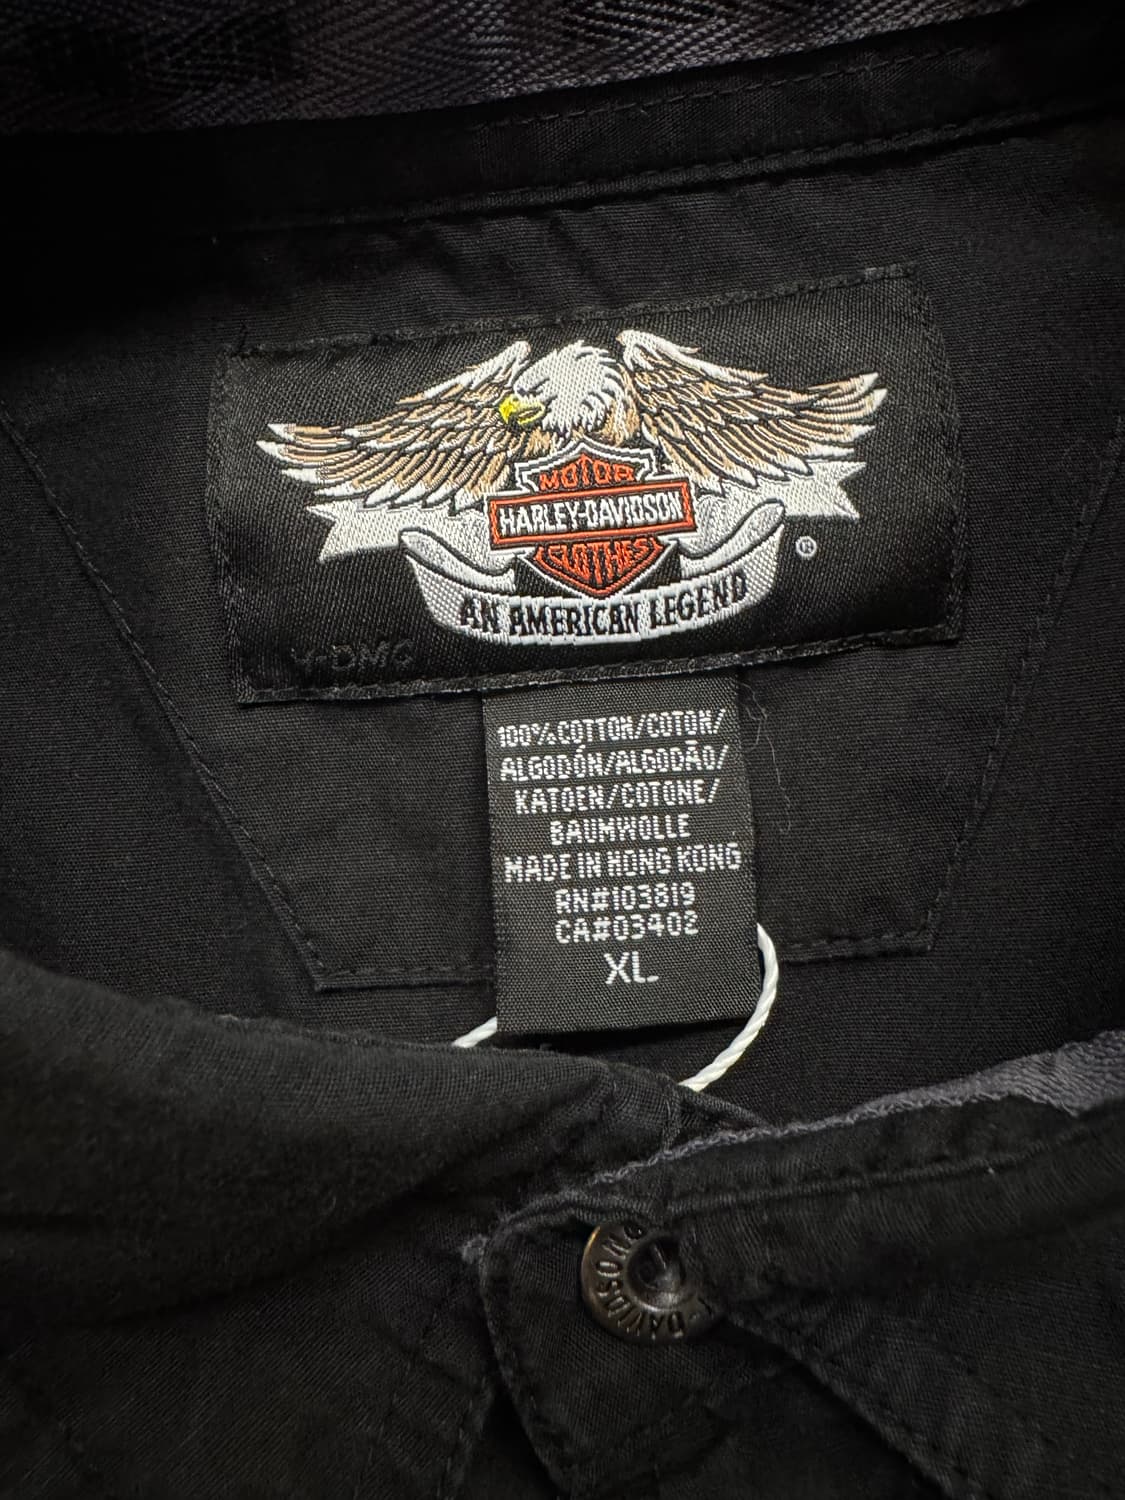 MOTOR
HARLEY-DAVIDSON
CLOTHES
®
AN AMERICAN LEGEND
100% COTTON/COTON/
ALGODÓN/ALGODÃO/
KATOEN/COTONE/
BAUMWOLLE
MADE IN HONG KONG
RN#103819
CA#03402
XL
-DAVIDSON